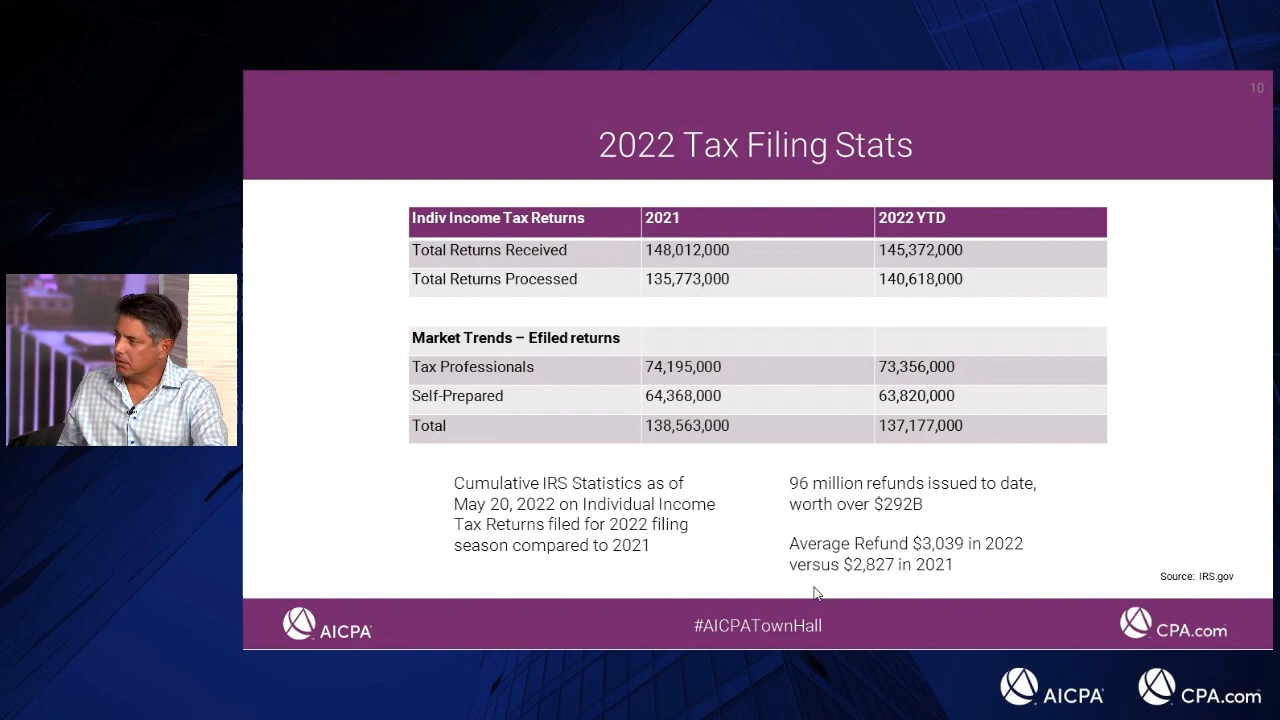 10
2022 Tax Filing Stats
Indiv Income Tax Returns 2021 2022 YTD
Total Returns Received 148,012,000 145,372,000
Total Returns Processed 135,773,000 140,618,000
Market Trends – Efiled returns
Tax Professionals 74,195,000 73,356,000
Self-Prepared 64,368,000 63,820,000
Total 138,563,000 137,177,000
Cumulative IRS Statistics as of
May 20, 2022 on Individual Income
Tax Returns filed for 2022 filing
season compared to 2021
96 million refunds issued to date,
worth over $292B
Average Refund $3,039 in 2022
versus $2,827 in 2021
Source: IRS.gov
AICPA
#AICPATownHall
CPA.com
AICPA
CPA.com